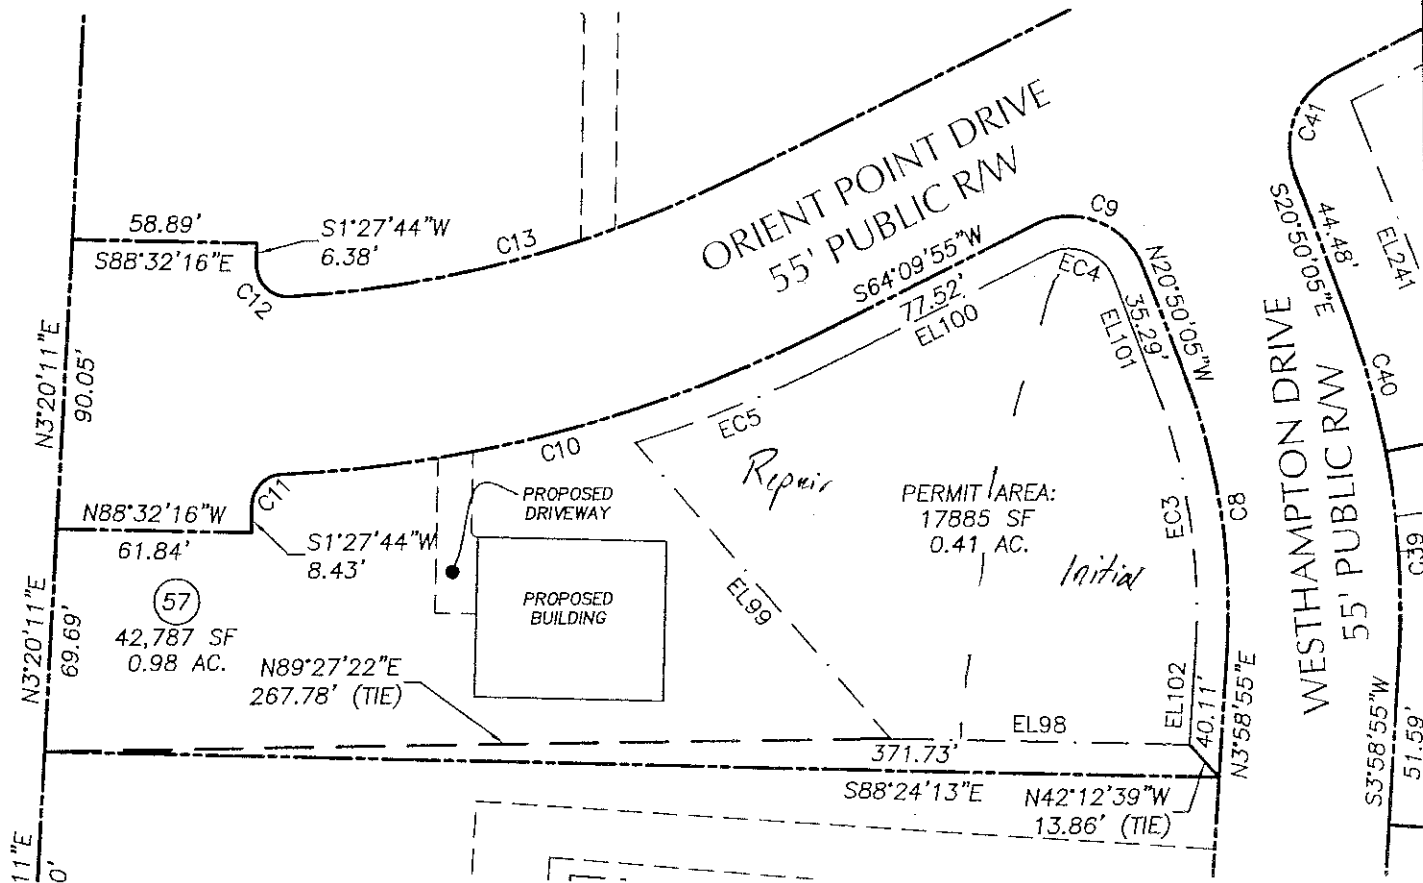 58.89'
S88°32'16"E
S1°27'44"W
6.38'
C12
C13
ORIENT POINT DRIVE
55' PUBLIC R/W
S64°09'55"W
77.52'
EL100
C9
EC4
N20°50'05"W
35.29'
EL101
C41
EL241
S20°50'05"E
44.48'
C40
N3°20'11"E
90.05'
EC5
C10
C11
N88°32'16"W
61.84'
S1°27'44"W
8.43'
PROPOSED
DRIVEWAY
Repair
PERMIT AREA:
17885 SF
0.41 AC.
Initial
EC3
C8
WESTHAMPTON DRIVE
55' PUBLIC R/W
C39
57
42,787 SF
0.98 AC.
N3°20'11"E
69.69'
PROPOSED
BUILDING
EL99
N89°27'22"E
267.78' (TIE)
EL98
EL102
40.11'
N3°58'55"E
371.73'
S88°24'13"E
N42°12'39"W
13.86' (TIE)
S3°58'55"W
51.59'
11"E
0'